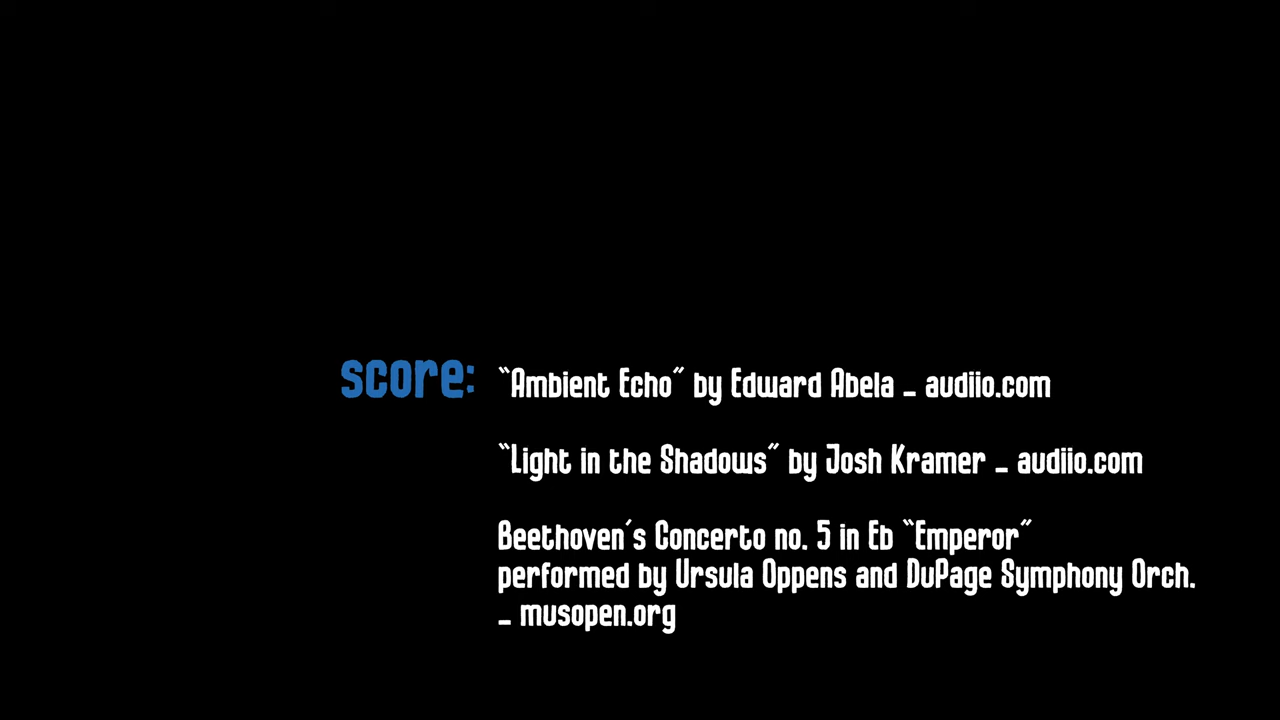 score: "Ambient Echo" by Edward Abela - audiio.com
"Light in the Shadows" by Josh Kramer - audiio.com
Beethoven's Concerto no. 5 in Eb "Emperor"
performed by Ursula Oppens and DuPage Symphony Orch.
- musopen.org